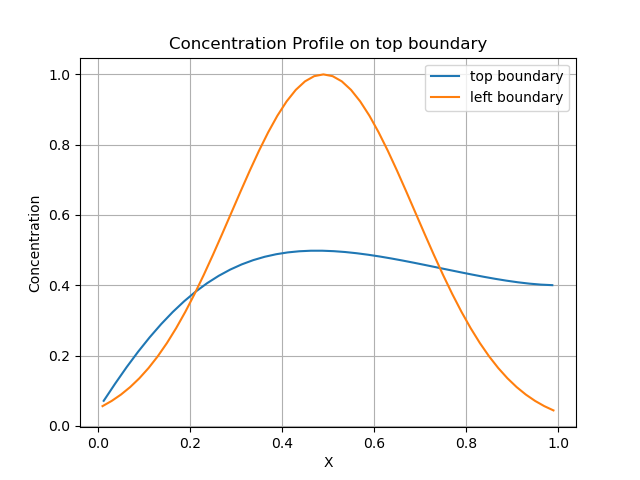 Concentration Profile on top boundary
top boundary
left boundary
1.0
0.8
0.6
0.4
0.2
0.0
Concentration
0.0 0.2 0.4 0.6 0.8 1.0
X